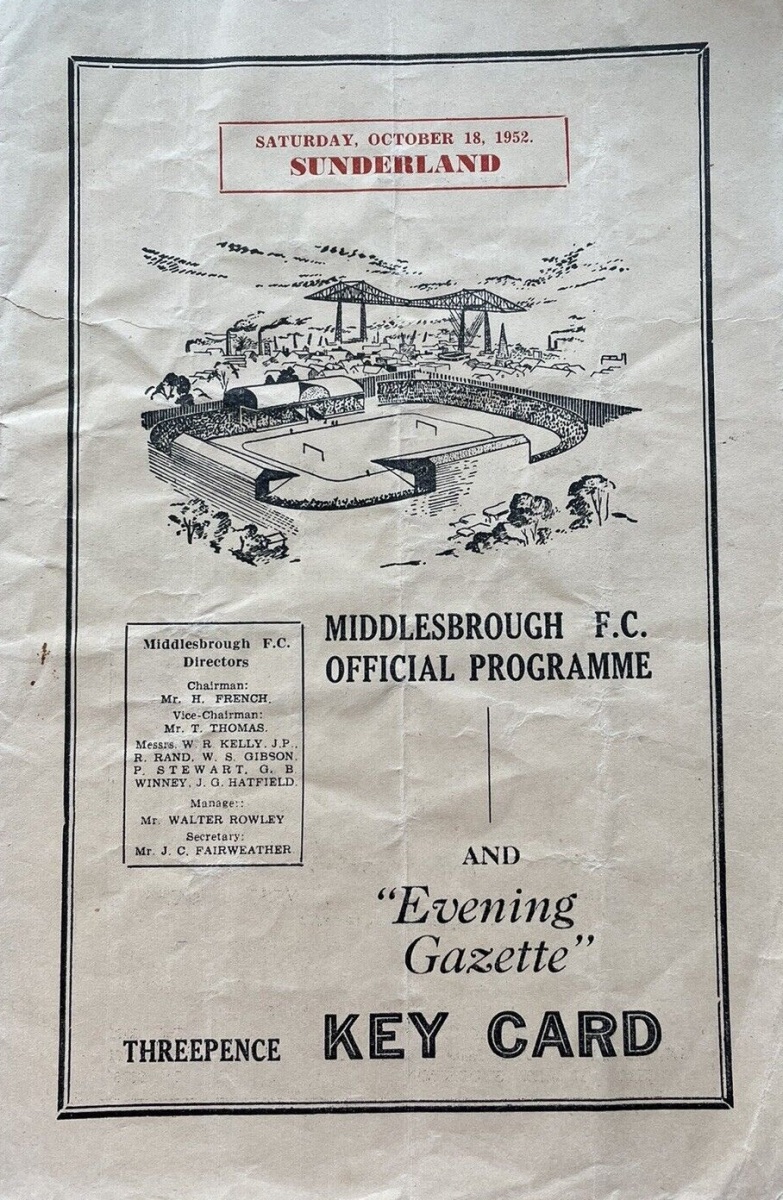 SATURDAY, OCTOBER 18, 1952.
SUNDERLAND
Middlesbrough F.C.
Directors
Chairman:
Mr. H. FRENCH.
Vice-Chairman:
Mr. T. THOMAS.
Messrs. W. R. KELLY, J.P.,
R. RAND, W. S. GIBSON,
P. STEWART, G. B.
WINNEY, J. G. HATFIELD.
Manage::
Mr. WALTER ROWLEY
Secretary:
Mr. J. C. FAIRWEATHER
MIDDLESBROUGH F.C.
OFFICIAL PROGRAMME
AND
"Evening
Gazette"
THREEPENCE KEY CARD